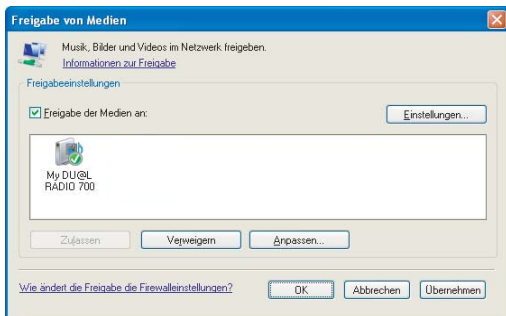 Freigabe von Medien
Musik, Bilder und Videos im Netzwerk freigeben.
Informationen zur Freigabe
Freigabeeinstellungen
Freigabe der Medien an:
Einstellungen...
My DU@L
RADIO 700
Zulassen
Verweigern
Anpassen...
Wie ändert die Freigabe die Firewalleinstellungen?
OK
Abbrechen
Übernehmen